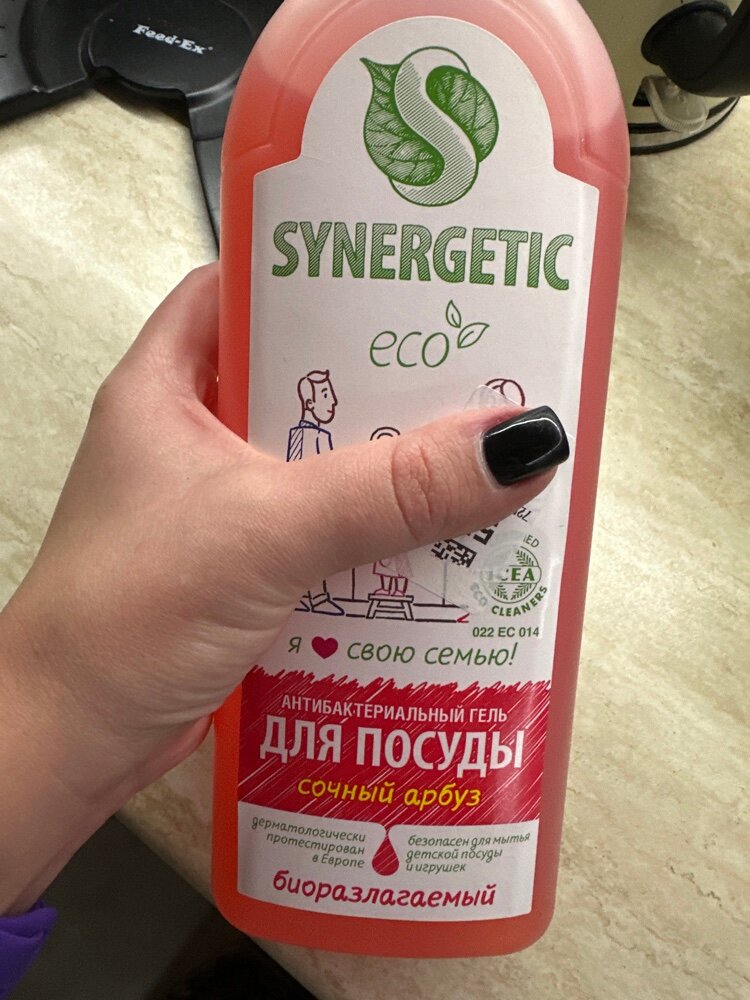 Feed-Ex
SYNERGETIC
eco
CEA
ECO CLEANERS
022 EC 014
я ❤ свою семью!
АНТИБАКТЕРИАЛЬНЫЙ ГЕЛЬ
ДЛЯ ПОСУДЫ
сочный арбуз
дерматологически
протестирован
в Европе
безопасен для мытья
детской посуды
и игрушек
биоразлагаемый